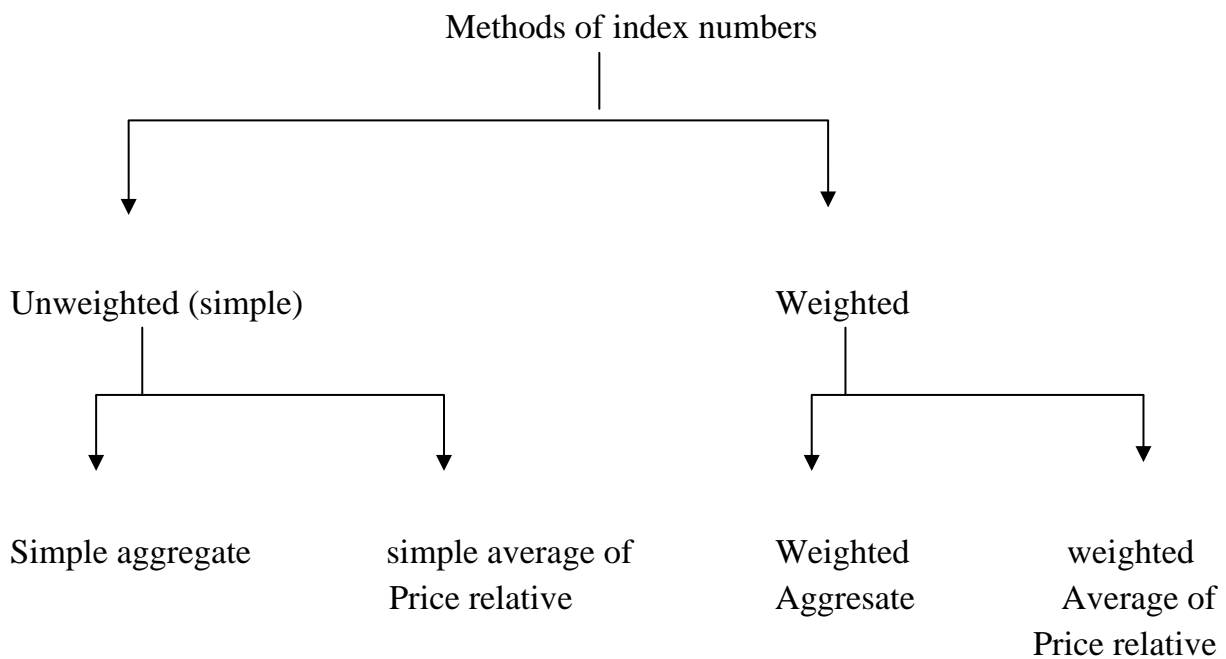 Methods of index numbers
Unweighted (simple)
Weighted
Simple aggregate
simple average of
Price relative
Weighted
Aggresate
weighted
Average of
Price relative